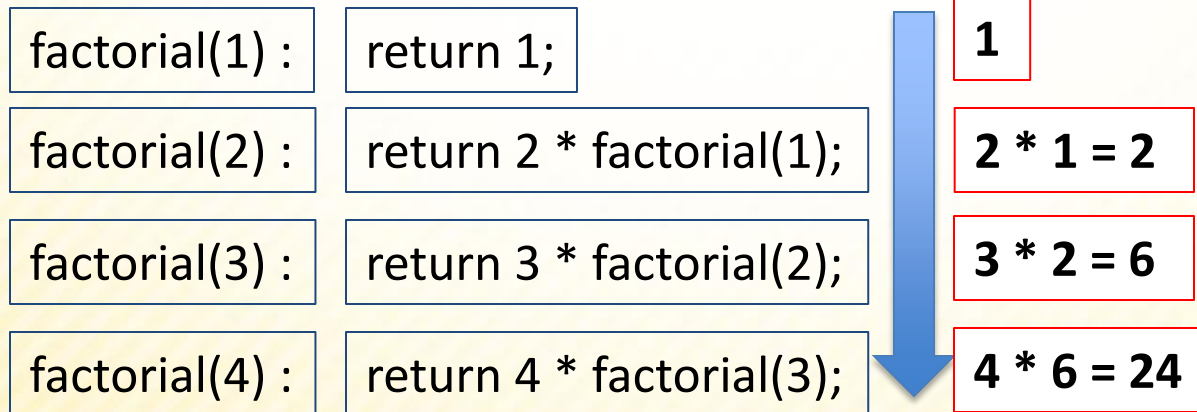 factorial(1) : return 1; 1
factorial(2) : return 2 * factorial(1); 2 * 1 = 2
factorial(3) : return 3 * factorial(2); 3 * 2 = 6
factorial(4) : return 4 * factorial(3); 4 * 6 = 24